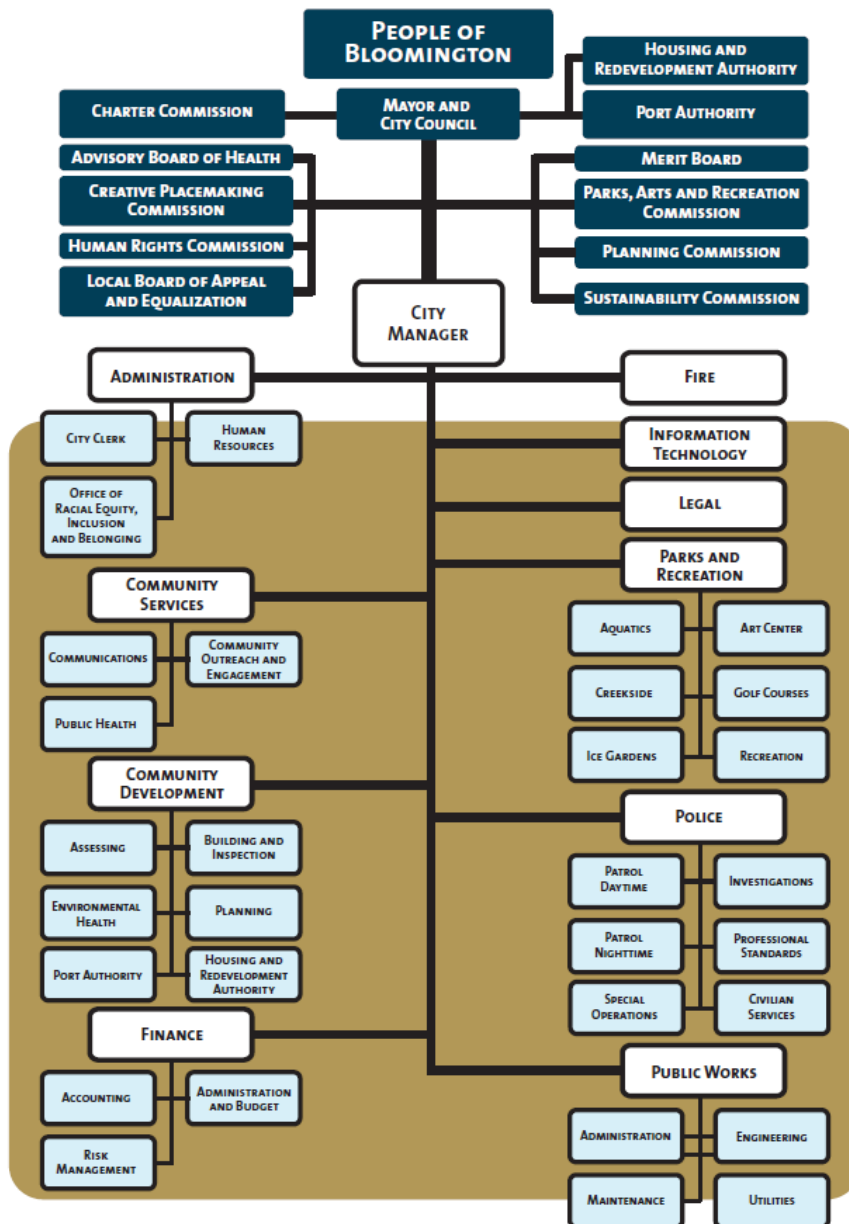 People of
Bloomington
Housing and
Redevelopment Authority
Charter Commission
Mayor and
City Council
Port Authority
Advisory Board of Health
Merit Board
Creative Placemaking
Commission
Parks, Arts and Recreation
Commission
Human Rights Commission
Planning Commission
Local Board of Appeal
and Equalization
Sustainability Commission
City
Manager
Administration
Fire
City Clerk
Human
Resources
Information
Technology
Office of
Racial Equity,
Inclusion
and Belonging
Legal
Parks and
Recreation
Community
Services
Aquatics
Art Center
Communications
Community
Outreach and
Engagement
Creekside
Golf Courses
Public Health
Ice Gardens
Recreation
Community
Development
Police
Assessing
Building and
Inspection
Patrol
Daytime
Investigations
Environmental
Health
Planning
Patrol
Nighttime
Professional
Standards
Port Authority
Housing and
Redevelopment
Authority
Special
Operations
Civilian
Services
Finance
Public Works
Accounting
Administration
and Budget
Administration
Engineering
Risk
Management
Maintenance
Utilities